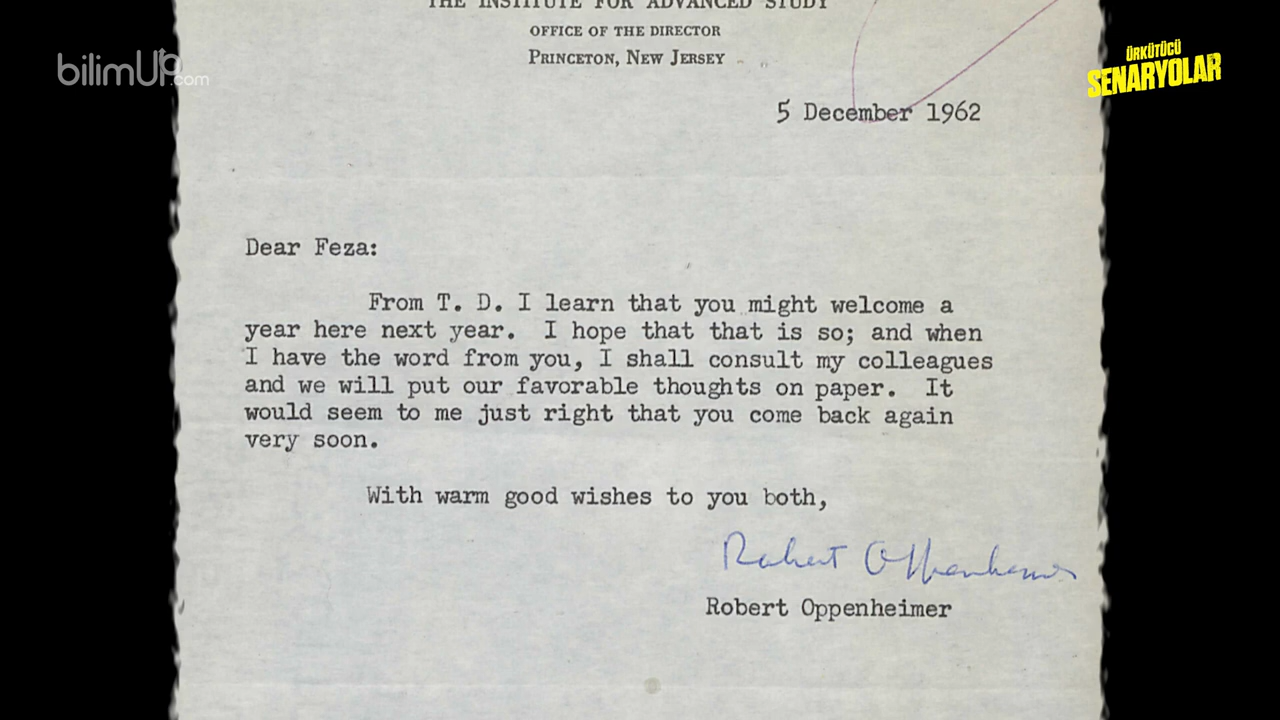 THE INSTITUTE FOR ADVANCED STUDY
OFFICE OF THE DIRECTOR
PRINCETON, NEW JERSEY
bilimUp.com
ÜRKÜTÜCÜ
SENARYOLAR
5 December 1962
Dear Feza:
From T. D. I learn that you might welcome a
year here next year. I hope that that is so; and when
I have the word from you, I shall consult my colleagues
and we will put our favorable thoughts on paper. It
would seem to me just right that you come back again
very soon.
With warm good wishes to you both,
Robert Oppenheimer
Robert Oppenheimer